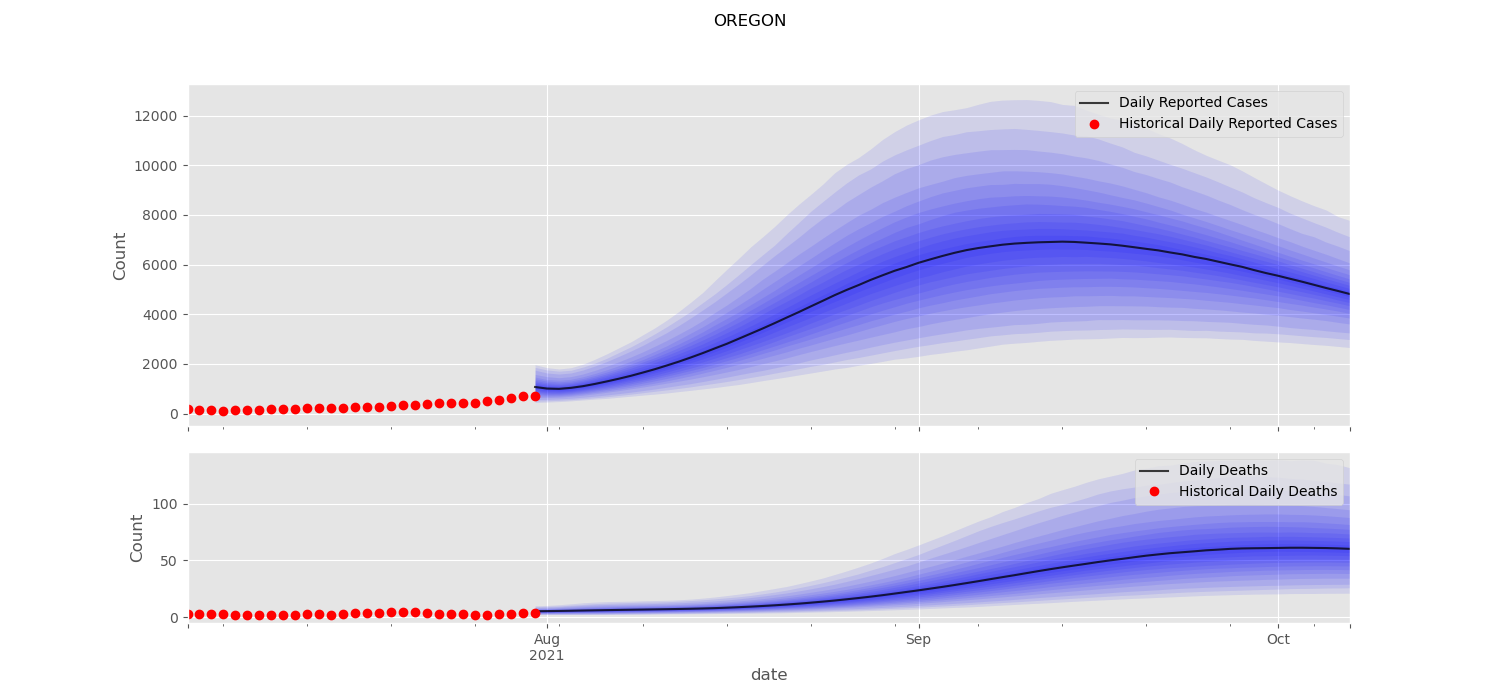 OREGON
Daily Reported Cases
Historical Daily Reported Cases
12000
10000
8000
6000
4000
2000
0
Count
Daily Deaths
Historical Daily Deaths
100
50
0
Count
Aug
2021
Sep
Oct
date